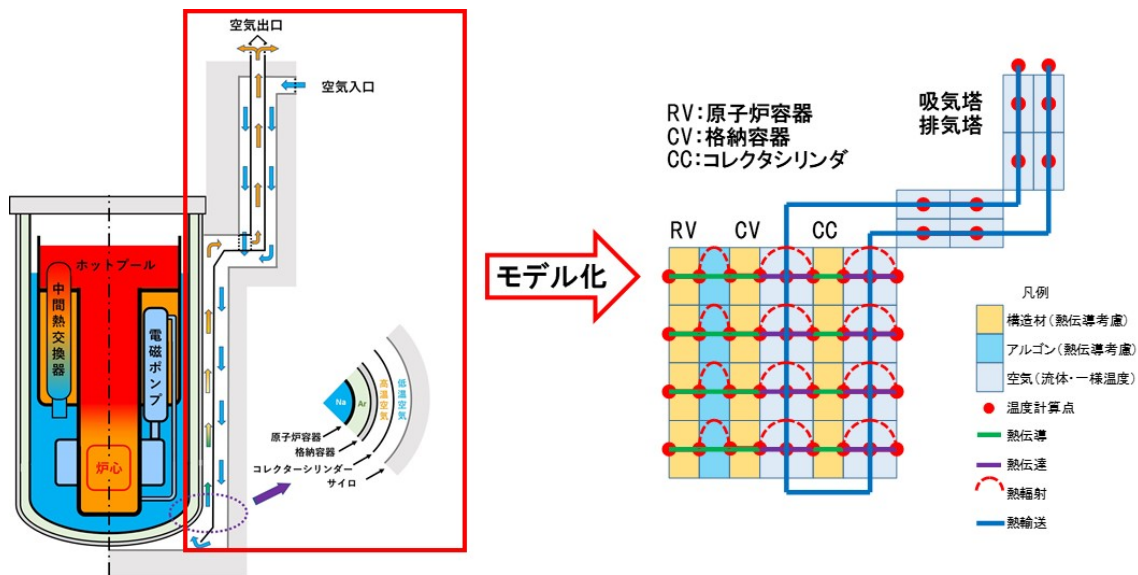 空気出口
空気入口
ホットプール
中間熱交換器
電磁ポンプ
炉心
Na
Ar
高温空気
低温空気
原子炉容器
格納容器
コレクターシリンダー
サイロ
モデル化
RV:原子炉容器
CV:格納容器
CC:コレクタシリンダ
吸気塔
排気塔
RV CV CC
凡例
構造材(熱伝導考慮)
アルゴン(熱伝導考慮)
空気(流体・一様温度)
温度計算点
熱伝導
熱伝達
熱輻射
熱輸送